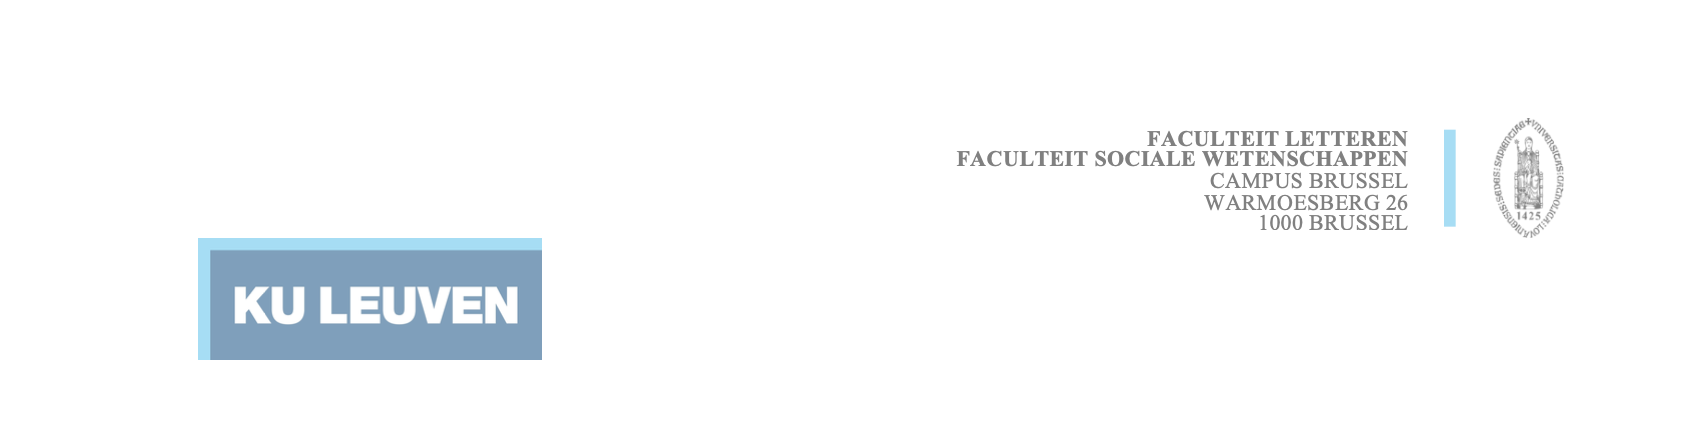 FACULTEIT LETTEREN
FACULTEIT SOCIALE WETENSCHAPPEN
CAMPUS BRUSSEL
WARMOESBERG 26
1000 BRUSSEL
1425
KU LEUVEN